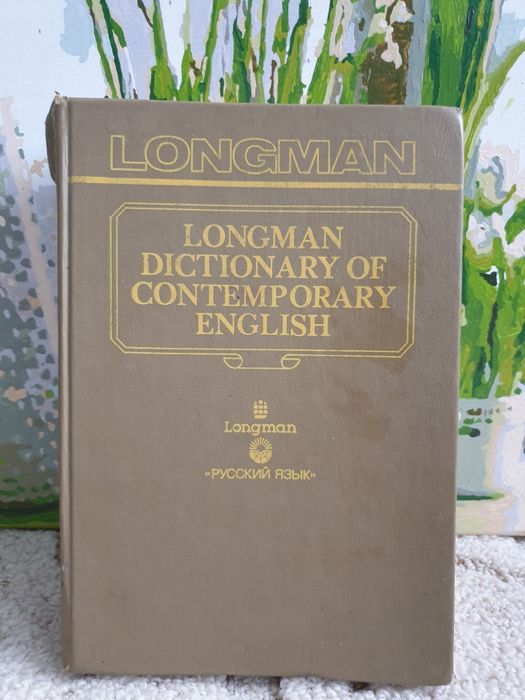 LONGMAN
LONGMAN
DICTIONARY OF
CONTEMPORARY
ENGLISH
Longman
«РУССКИЙ ЯЗЫК»